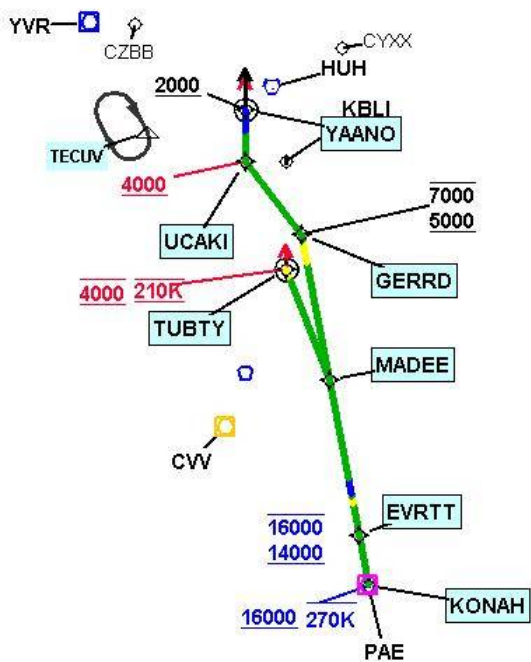 YVR
CZBB
CYXX
HUH
2000
KBLI
YAANO
TECUV
4000
7000
5000
UCAKI
GERRD
4000 210K
TUBTY
MADEE
CVV
EVRTT
16000
14000
KONAH
16000 270K
PAE